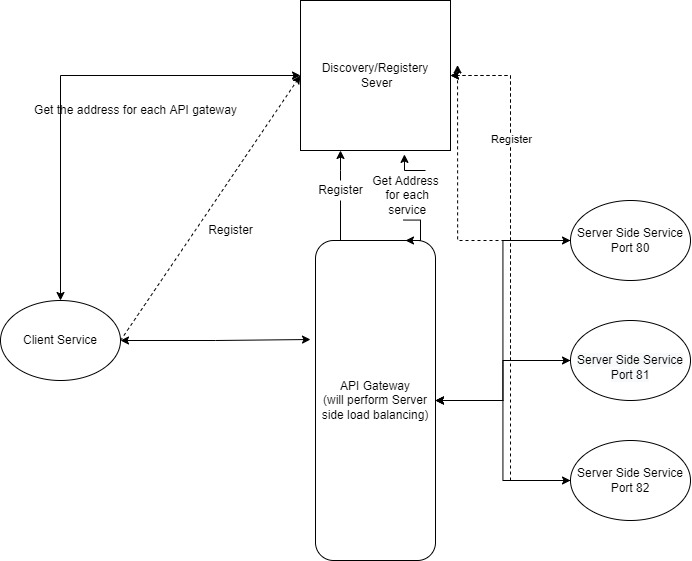 Discovery/Registery
Sever
Get the address for each API gateway
Register
Register
Get Address
for each
service
Register
Server Side Service
Port 80
Client Service
Server Side Service
Port 81
API Gateway
(will perform Server
side load balancing)
Server Side Service
Port 82